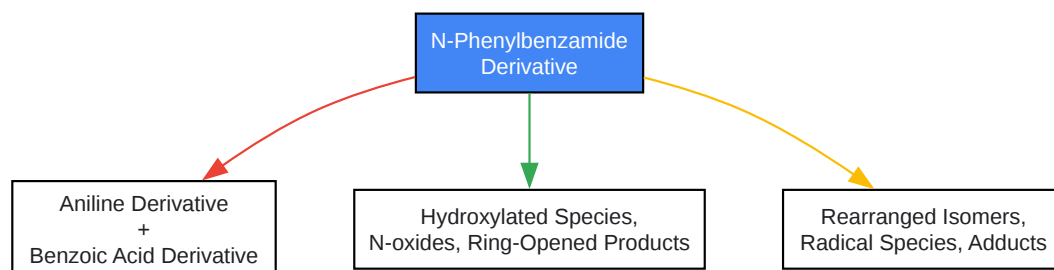 N-Phenylbenzamide
Derivative
Aniline Derivative
+
Benzoic Acid Derivative
Hydroxylated Species,
N-oxides, Ring-Opened Products
Rearranged Isomers,
Radical Species, Adducts